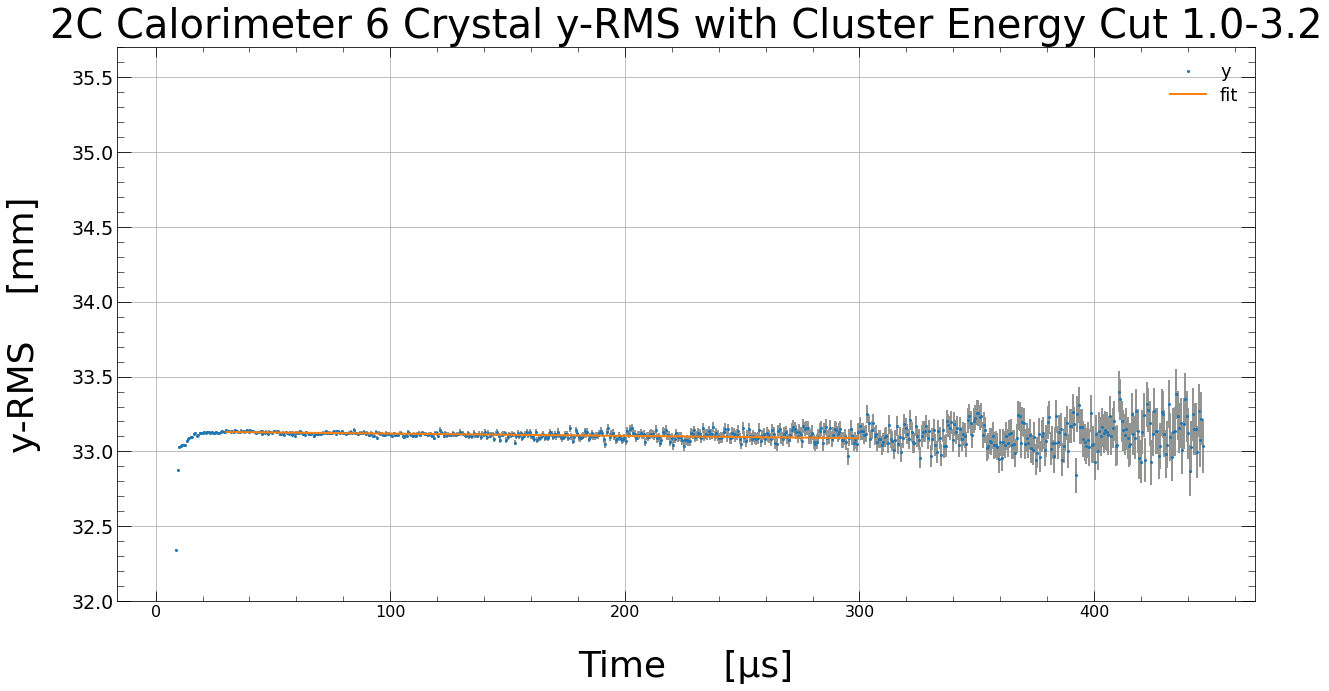 2C Calorimeter 6 Crystal y-RMS with Cluster Energy Cut 1.0-3.2
y
fit
35.5
35.0
34.5
34.0
33.5
33.0
32.5
32.0
y-RMS [mm]
0 100 200 300 400
Time [µs]